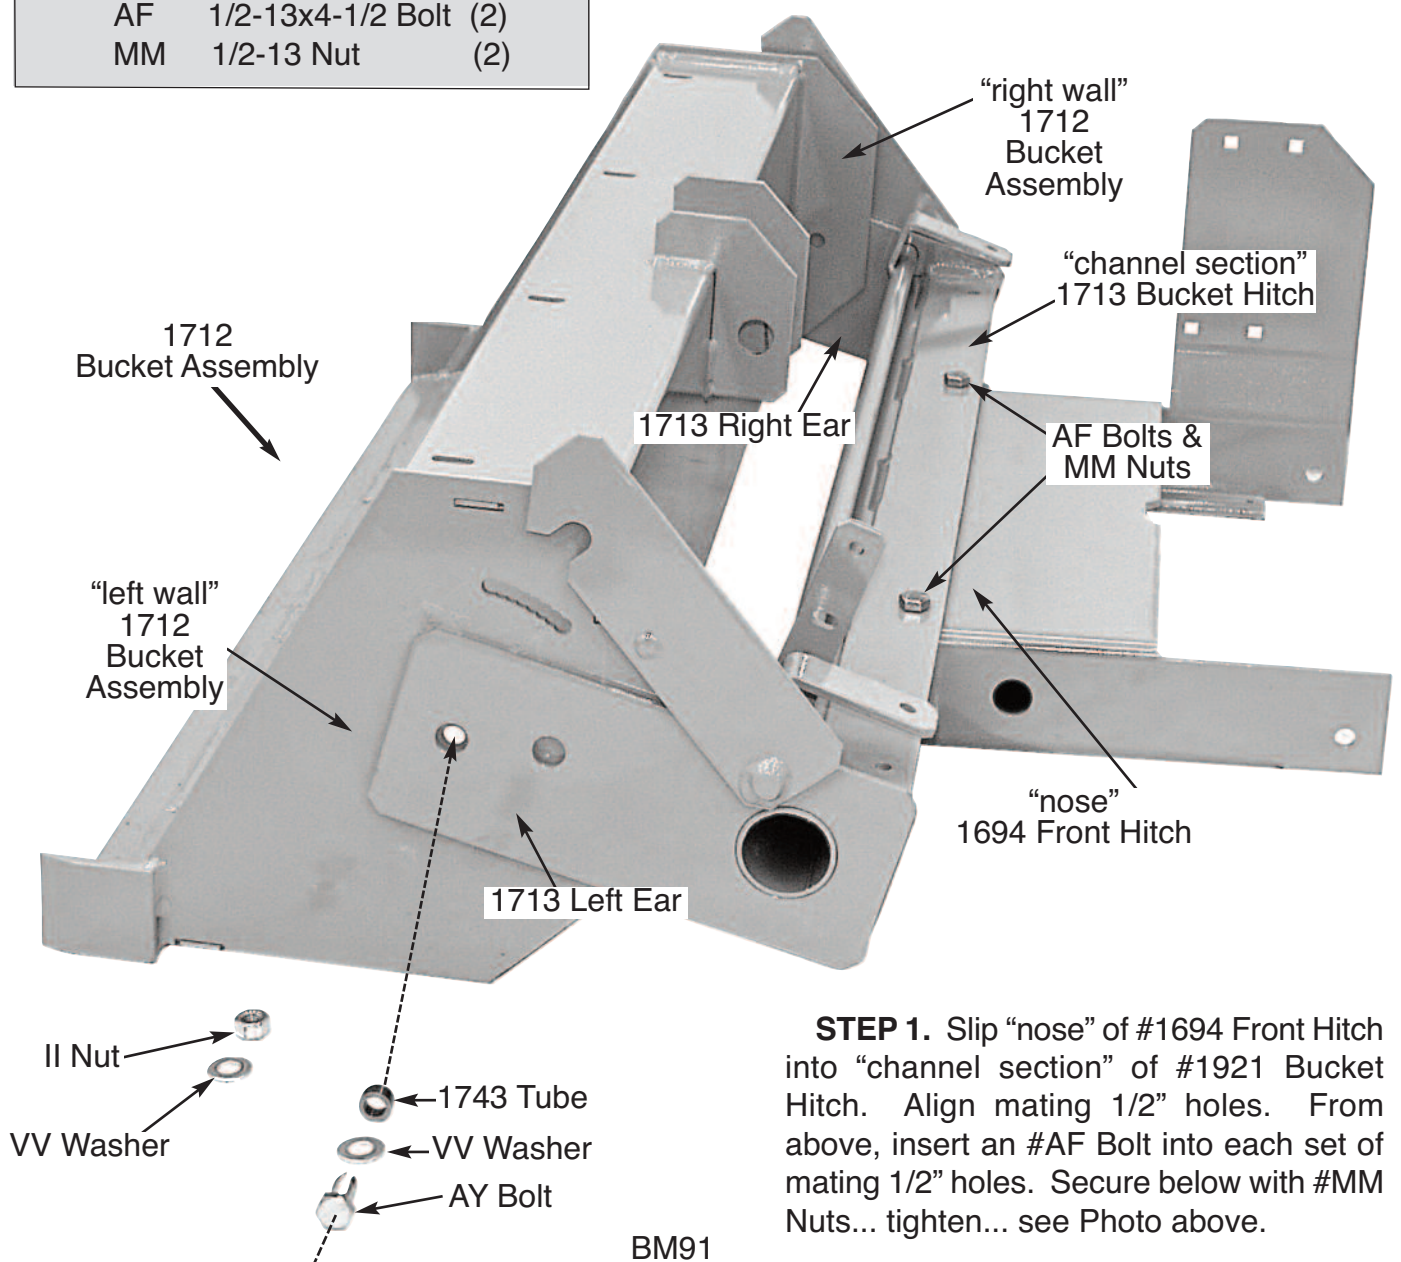 AF 1/2-13x4-1/2 Bolt (2)
MM 1/2-13 Nut (2)
“right wall”
1712
Bucket
Assembly
“channel section”
1713 Bucket Hitch
1712
Bucket Assembly
1713 Right Ear
AF Bolts &
MM Nuts
“left wall”
1712
Bucket
Assembly
“nose”
1694 Front Hitch
1713 Left Ear
II Nut
VV Washer
1743 Tube
VV Washer
AY Bolt
STEP 1. Slip “nose” of #1694 Front Hitch
into “channel section” of #1921 Bucket
Hitch. Align mating 1/2” holes. From
above, insert an #AF Bolt into each set of
mating 1/2” holes. Secure below with #MM
Nuts... tighten... see Photo above.
BM91